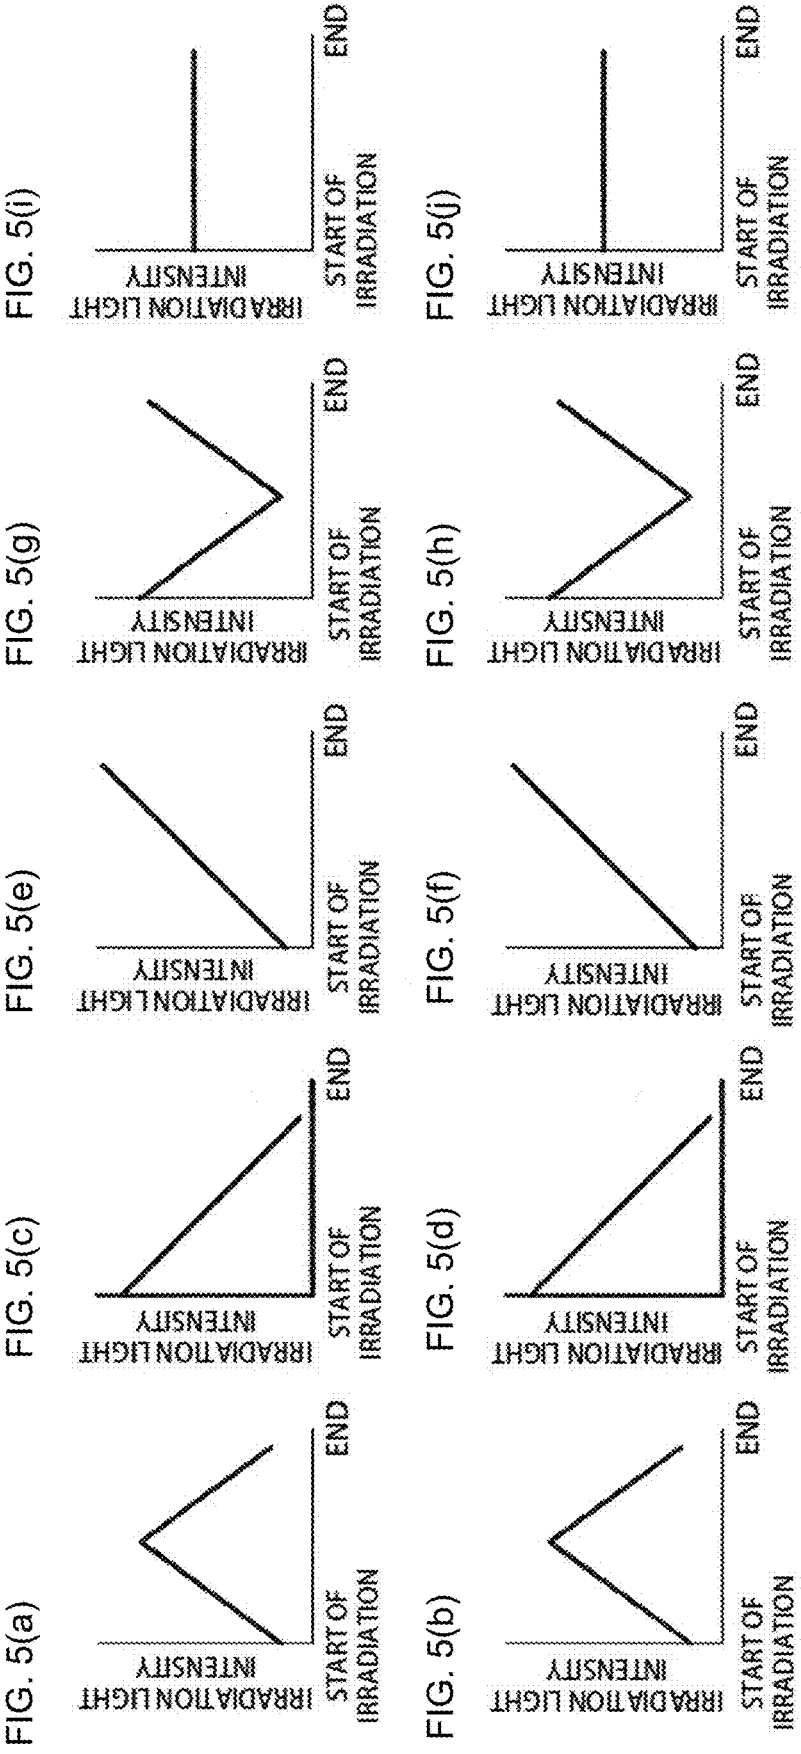 FIG. 5(a)
IRRADIATION LIGHT
INTENSITY
START OF
IRRADIATION
END
FIG. 5(c)
IRRADIATION LIGHT
INTENSITY
START OF
IRRADIATION
END
FIG. 5(e)
IRRADIATION LIGHT
INTENSITY
START OF
IRRADIATION
END
FIG. 5(g)
IRRADIATION LIGHT
INTENSITY
START OF
IRRADIATION
END
FIG. 5(i)
IRRADIATION LIGHT
INTENSITY
START OF
IRRADIATION
END
FIG. 5(b)
IRRADIATION LIGHT
INTENSITY
START OF
IRRADIATION
END
FIG. 5(d)
IRRADIATION LIGHT
INTENSITY
START OF
IRRADIATION
END
FIG. 5(f)
IRRADIATION LIGHT
INTENSITY
START OF
IRRADIATION
END
FIG. 5(h)
IRRADIATION LIGHT
INTENSITY
START OF
IRRADIATION
END
FIG. 5(j)
IRRADIATION LIGHT
INTENSITY
START OF
IRRADIATION
END